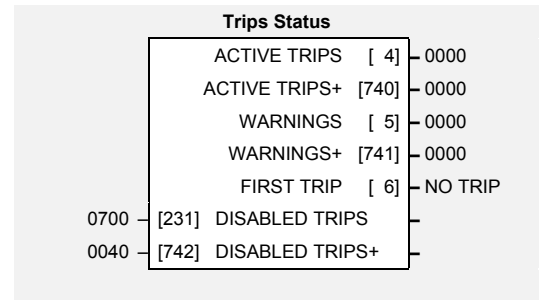 Trips Status
ACTIVE TRIPS [ 4] – 0000
ACTIVE TRIPS+ [740] – 0000
WARNINGS [ 5] – 0000
WARNINGS+ [741] – 0000
FIRST TRIP [ 6] – NO TRIP
0700 – [231] DISABLED TRIPS –
0040 – [742] DISABLED TRIPS+ –